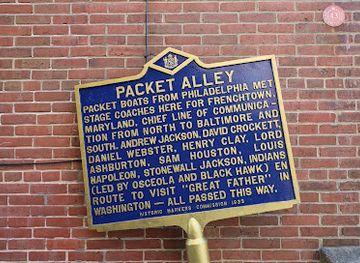 PACKET ALLEY
PACKET BOATS FROM PHILADELPHIA MET
STAGE COACHES HERE FOR FRENCHTOWN,
MARYLAND. CHIEF LINE OF COMMUNICA-
TION FROM NORTH TO BALTIMORE AND
SOUTH. ANDREW JACKSON, DAVID CROCKETT,
DANIEL WEBSTER, HENRY CLAY, LORD
ASHBURTON, SAM HOUSTON, LOUIS
NAPOLEON, STONEWALL JACKSON, INDIANS
(LED BY OSCEOLA AND BLACK HAWK) EN
ROUTE TO VISIT "GREAT FATHER" IN
WASHINGTON — ALL PASSED THIS WAY.
HISTORIC MARKERS COMMISSION 1932